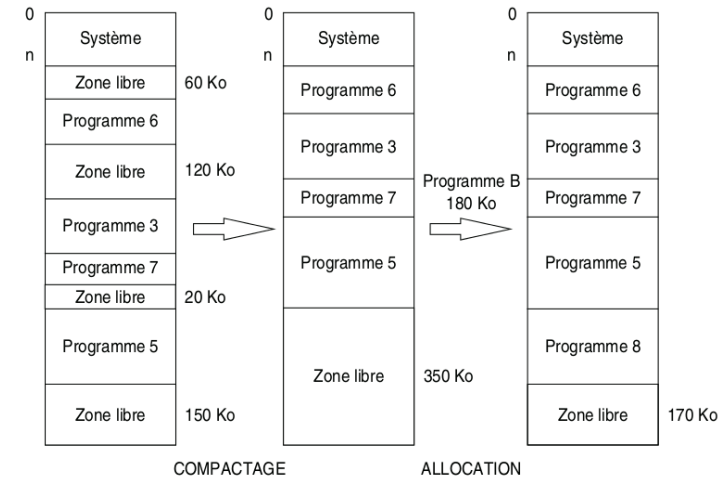 0
n
Système
Zone libre 60 Ko
Programme 6
Zone libre 120 Ko
Programme 3
Programme 7
Zone libre 20 Ko
Programme 5
Zone libre 150 Ko
COMPACTAGE
0
n
Système
Programme 6
Programme 3
Programme 7
Programme 5
Zone libre 350 Ko
Programme B
180 Ko
ALLOCATION
0
n
Système
Programme 6
Programme 3
Programme 7
Programme 5
Programme 8
Zone libre 170 Ko